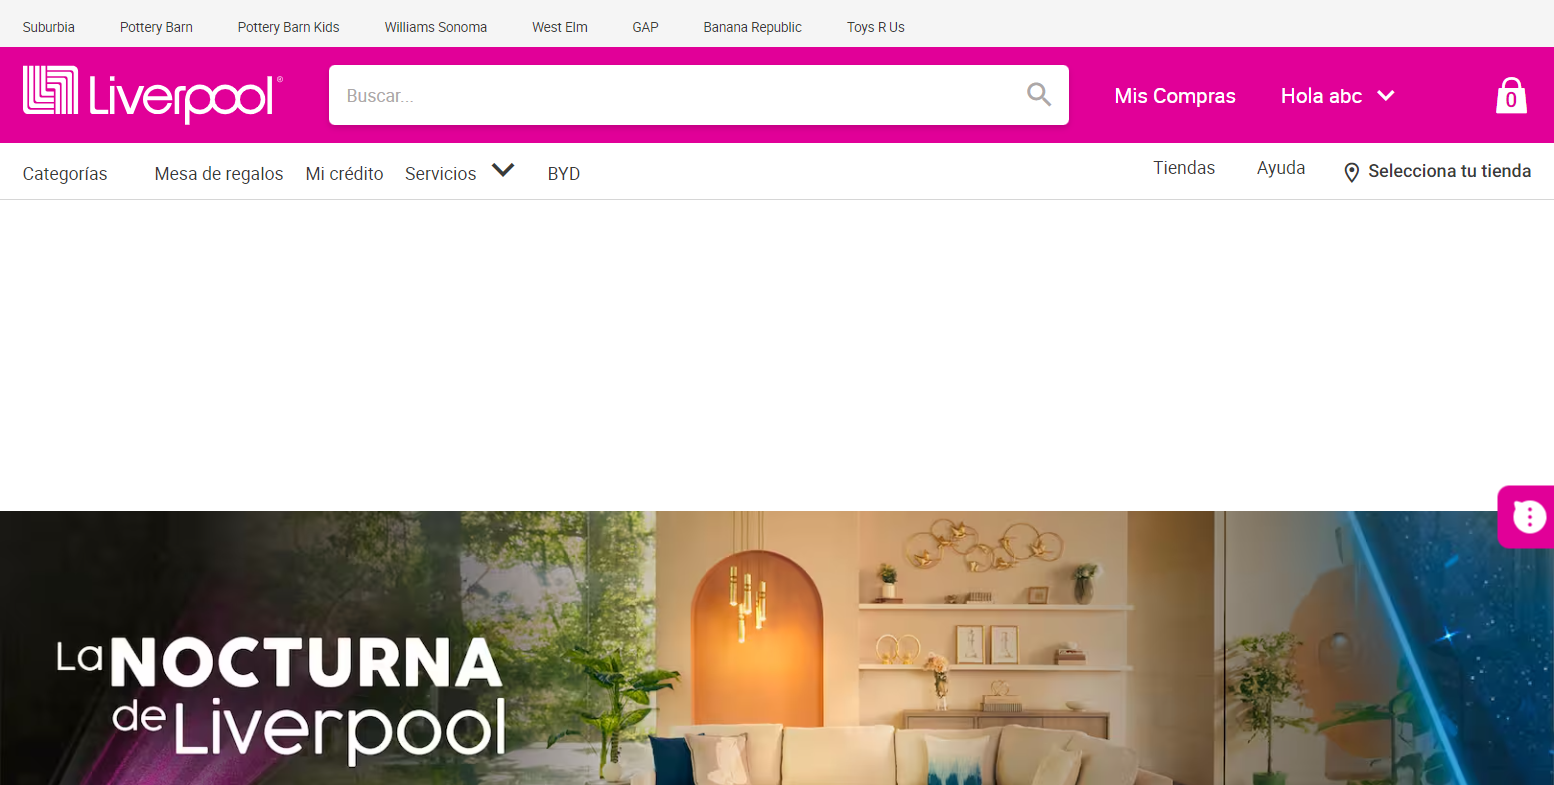 Suburbia Pottery Barn Pottery Barn Kids Williams Sonoma West Elm GAP Banana Republic Toys R Us
Liverpool® Buscar... Mis Compras Hola abc 0
Categorías Mesa de regalos Mi crédito Servicios BYD Tiendas Ayuda Selecciona tu tienda
La NOCTURNA
de Liverpool